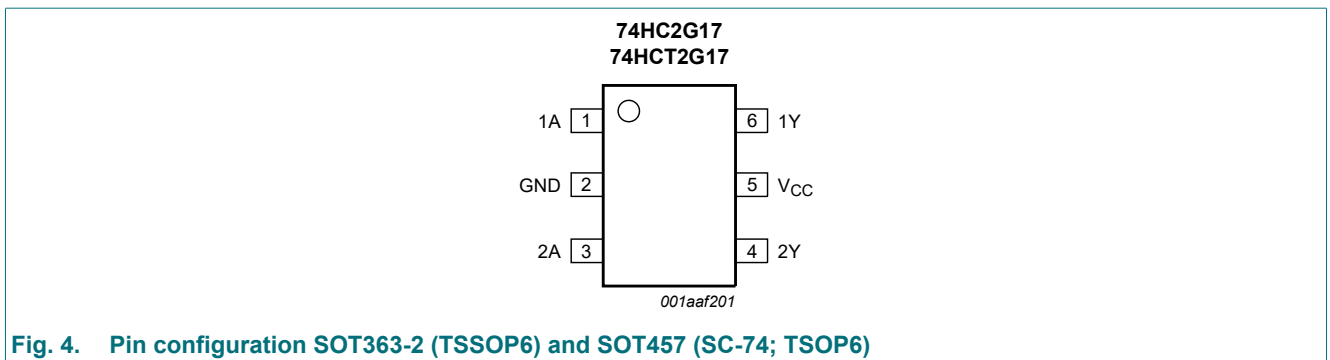 74HC2G17
74HCT2G17
1A 1 6 1Y
GND 2 5 VCC
2A 3 4 2Y
001aaf201
Fig. 4. Pin configuration SOT363-2 (TSSOP6) and SOT457 (SC-74; TSOP6)